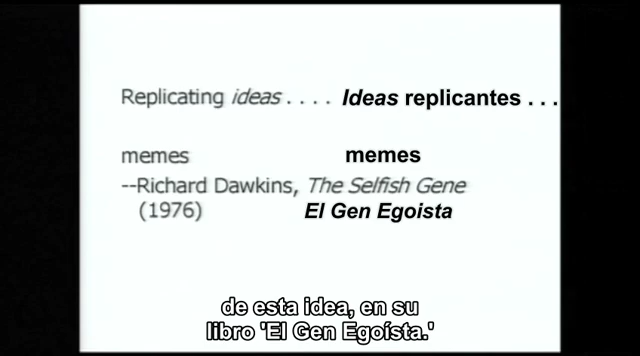 Replicating ideas . . . . Ideas replicantes . . .
memes memes
--Richard Dawkins, The Selfish Gene
(1976) El Gen Egoista
de esta idea, en su
libro 'El Gen Egoísta.'